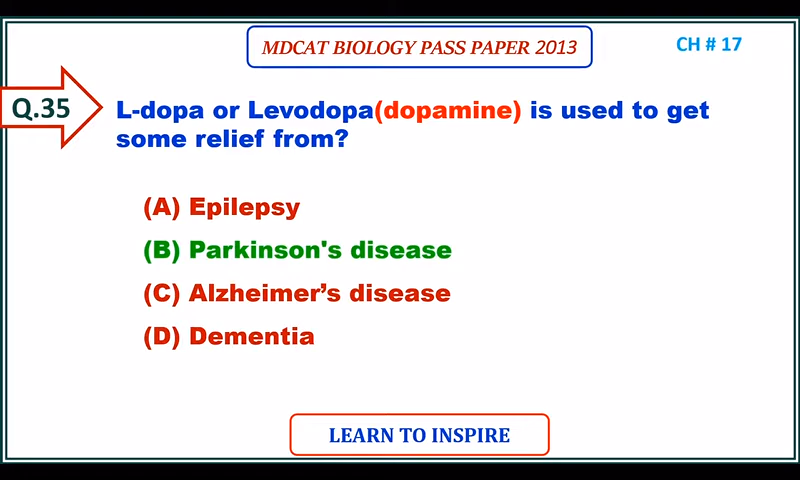 MDCAT BIOLOGY PASS PAPER 2013
CH # 17
Q.35
L-dopa or Levodopa(dopamine) is used to get
some relief from?
(A) Epilepsy
(B) Parkinson's disease
(C) Alzheimer’s disease
(D) Dementia
LEARN TO INSPIRE